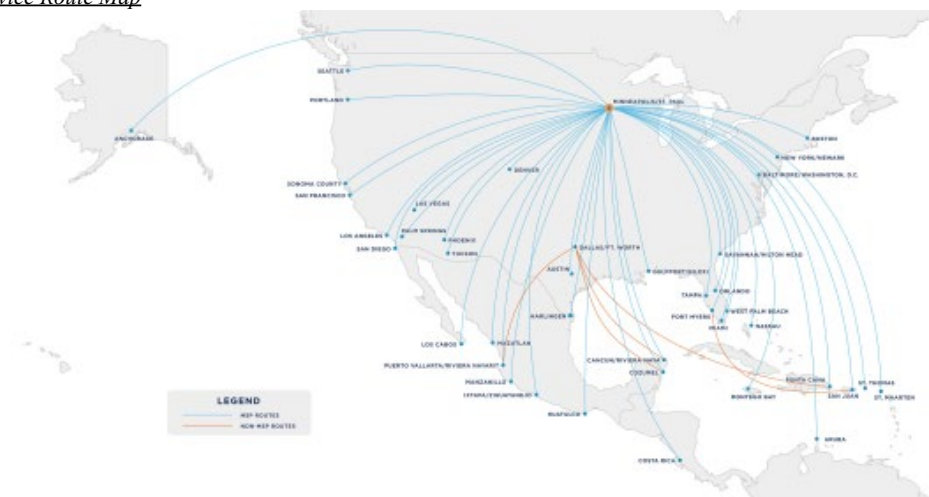 vice Route Map
MINNEAPOLIS/ST. PAUL
SEATTLE
PORTLAND
ANCHORAGE
BOSTON
NEW YORK/NEWARK
BALTIMORE/WASHINGTON, D.C.
DENVER
SONOMA COUNTY
SAN FRANCISCO
LAS VEGAS
PALM SPRINGS
LOS ANGELES
PHOENIX
SAN DIEGO
TUCSON
DALLAS/FT. WORTH
SAVANNAH/HILTON HEAD
AUSTIN
GULFPORT/BILOXI
ORLANDO
TAMPA
HARLINGEN
FORT MYERS
WEST PALM BEACH
MIAMI
NASSAU
LOS CABOS
MAZATLAN
CANCUN/RIVIERA MAYA
PUERTO VALLARTA/RIVIERA NAYARIT
COZUMEL
MANZANILLO
PUNTA CANA
ST. THOMAS
IXTAPA/ZIHUATANEJO
MONTEGO BAY
SAN JUAN
ST. MAARTEN
LEGEND
MSP ROUTES
NON-MSP ROUTES
ARUBA
COSTA RICA